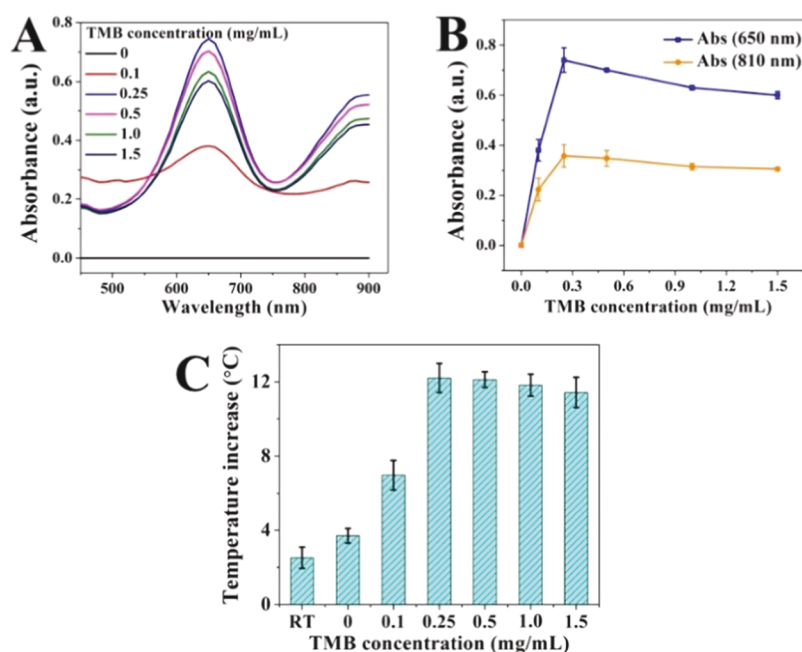 A
TMB concentration (mg/mL)
0
0.1
0.25
0.5
1.0
1.5
Absorbance (a.u.)
0.8
0.6
0.4
0.2
0.0
500 600 700 800 900
Wavelength (nm)
B
Abs (650 nm)
Abs (810 nm)
Absorbance (a.u.)
0.8
0.6
0.4
0.2
0.0
0.0 0.3 0.6 0.9 1.2 1.5
TMB concentration (mg/mL)
C
Temperature increase (°C)
16
12
8
4
0
RT 0 0.1 0.25 0.5 1.0 1.5
TMB concentration (mg/mL)